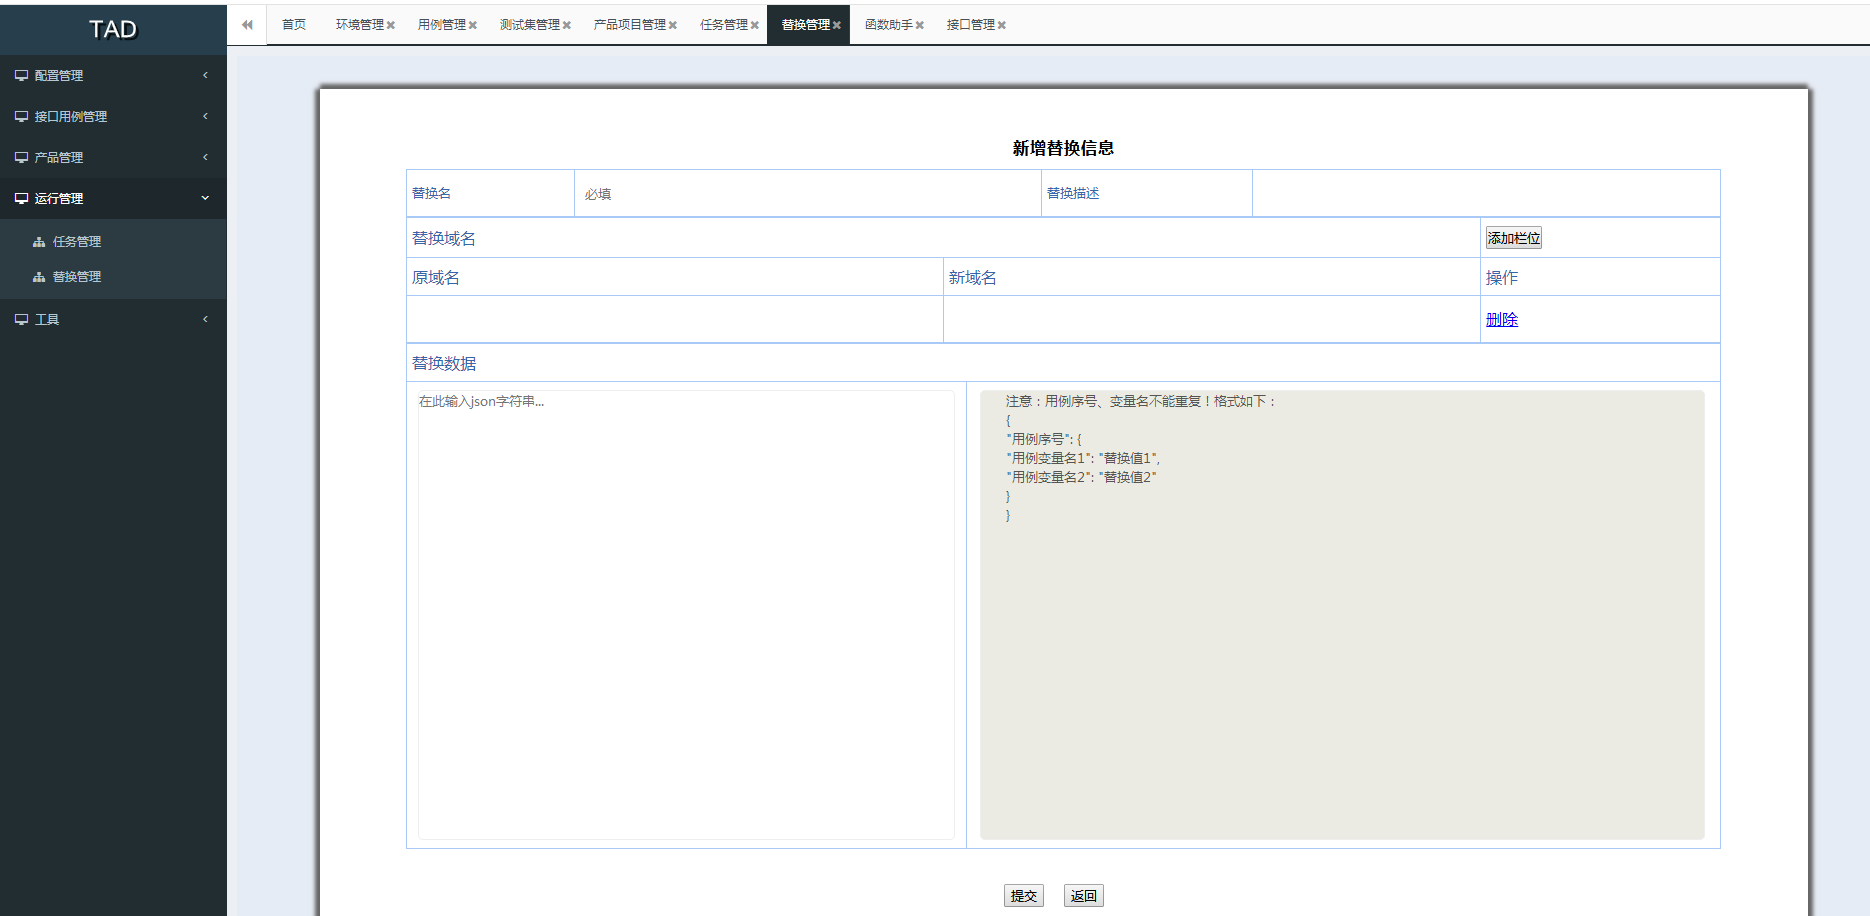 TAD
首页 环境管理 用例管理 测试集管理 产品项目管理 任务管理 替换管理 函数助手 接口管理
配置管理
接口用例管理
产品管理
运行管理
任务管理
替换管理
工具
新增替换信息
替换名 必填 替换描述
替换域名 添加栏位
原域名 新域名 操作
删除
替换数据
在此输入json字符串...
注意：用例序号、变量名不能重复！格式如下：
{
"用例序号": {
"用例变量名1": "替换值1",
"用例变量名2": "替换值2"
}
}
提交 返回